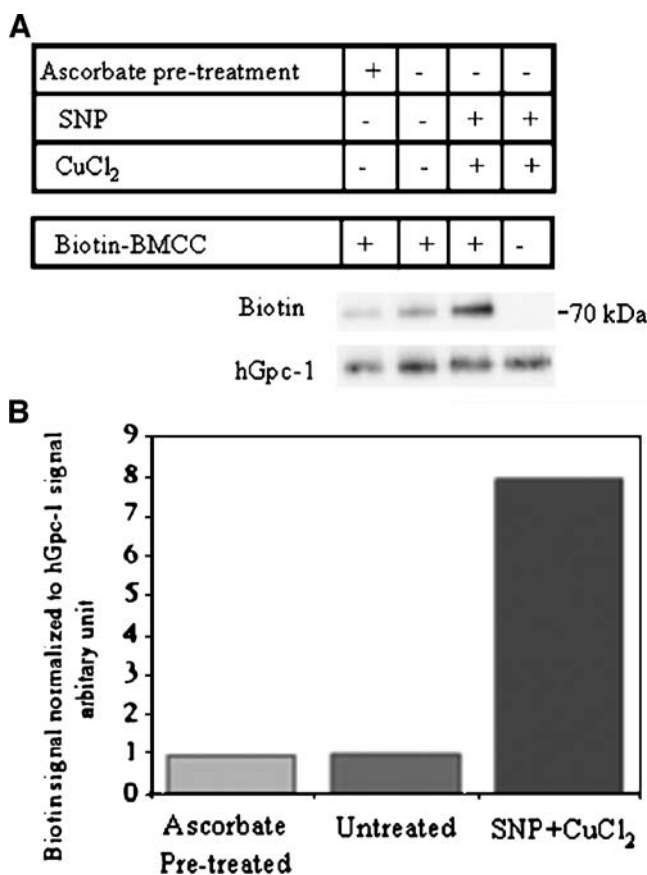 A
Ascorbate pre-treatment + - - -
SNP - - + +
CuCl₂ - - + +
Biotin-BMCC + + + -
Biotin -70 kDa
hGpc-1
B
Biotin signal normalized to hGpc-1 signal
arbitary unit
9
8
7
6
5
4
3
2
1
0
Ascorbate
Pre-treated
Untreated
SNP+CuCl₂